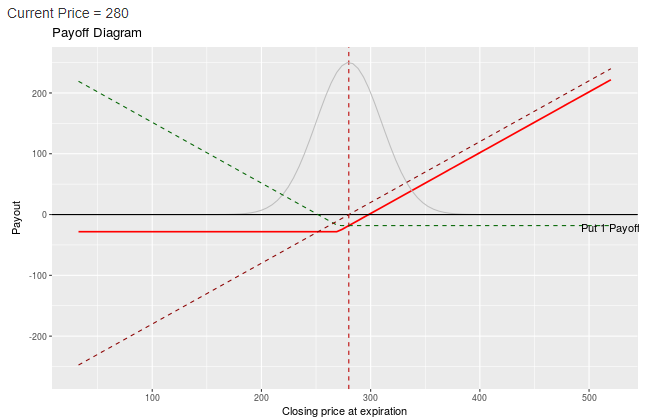 Current Price = 280
Payoff Diagram
200
100
0
-100
-200
Put 1 Payoff
100
200
300
400
500
Closing price at expiration
Payout